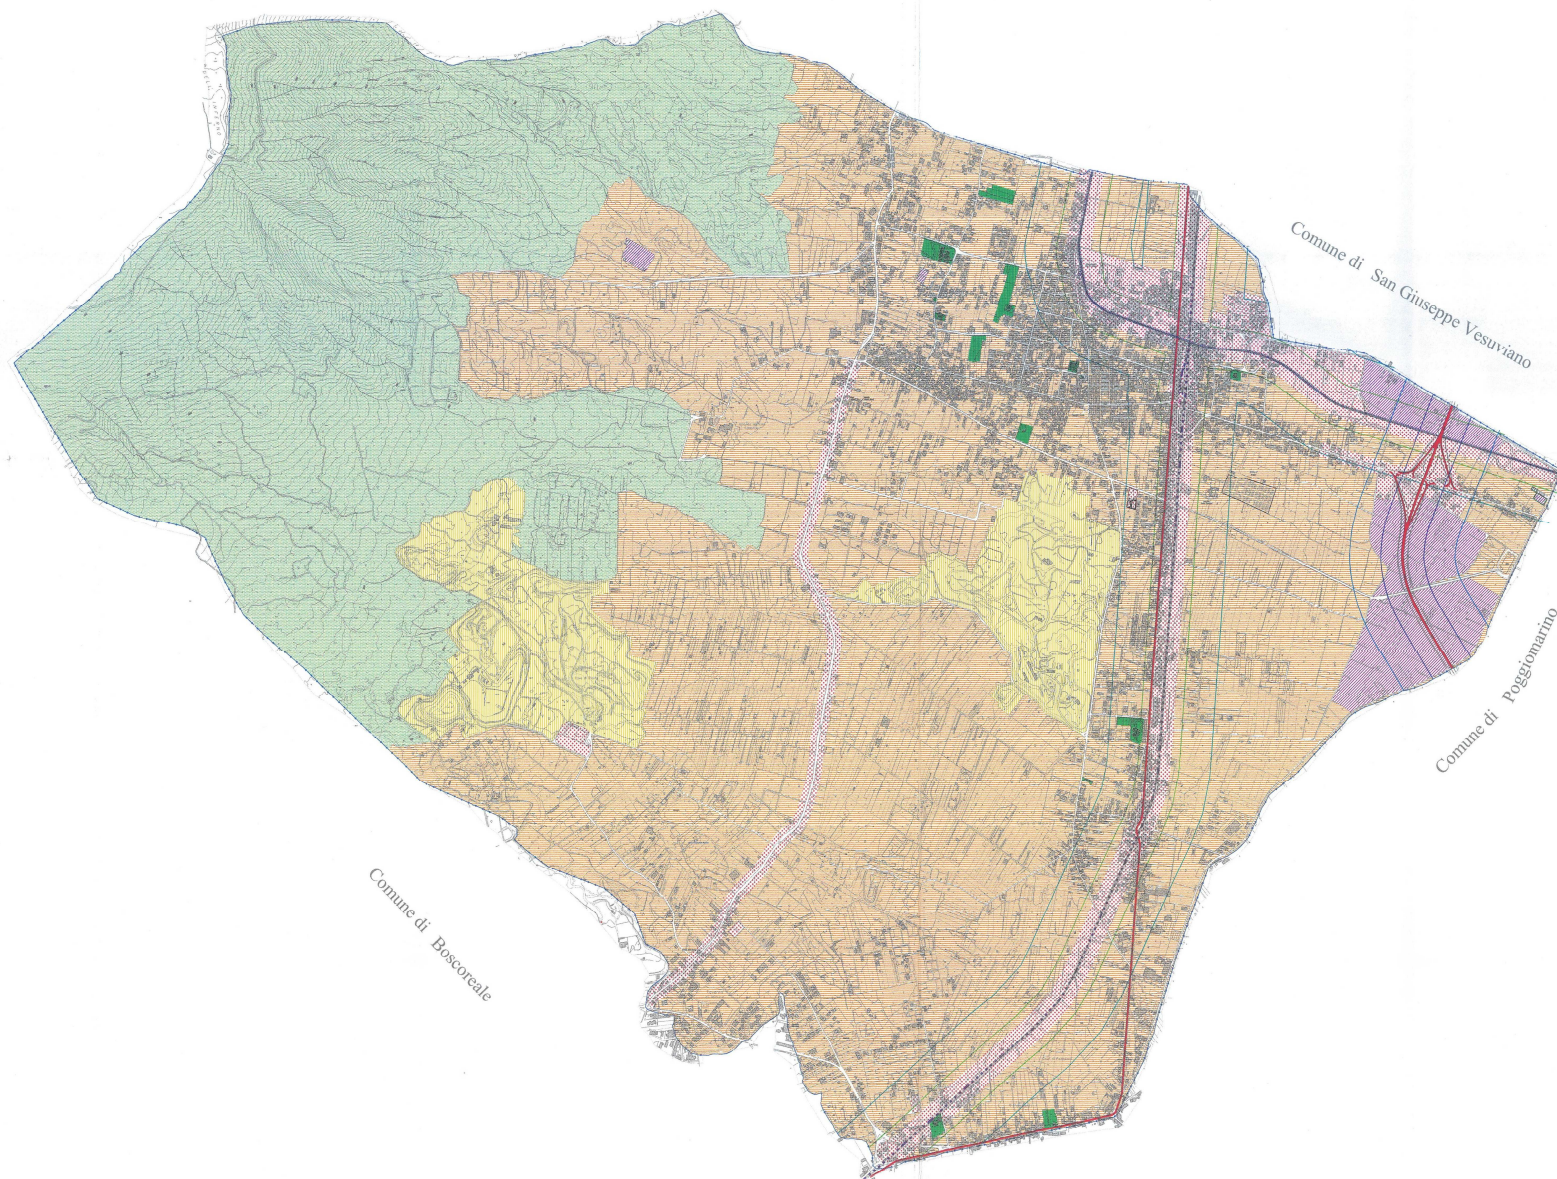 Comune di San Giuseppe Vesuviano
Comune di Poggiomarino
Comune di Boscoreale